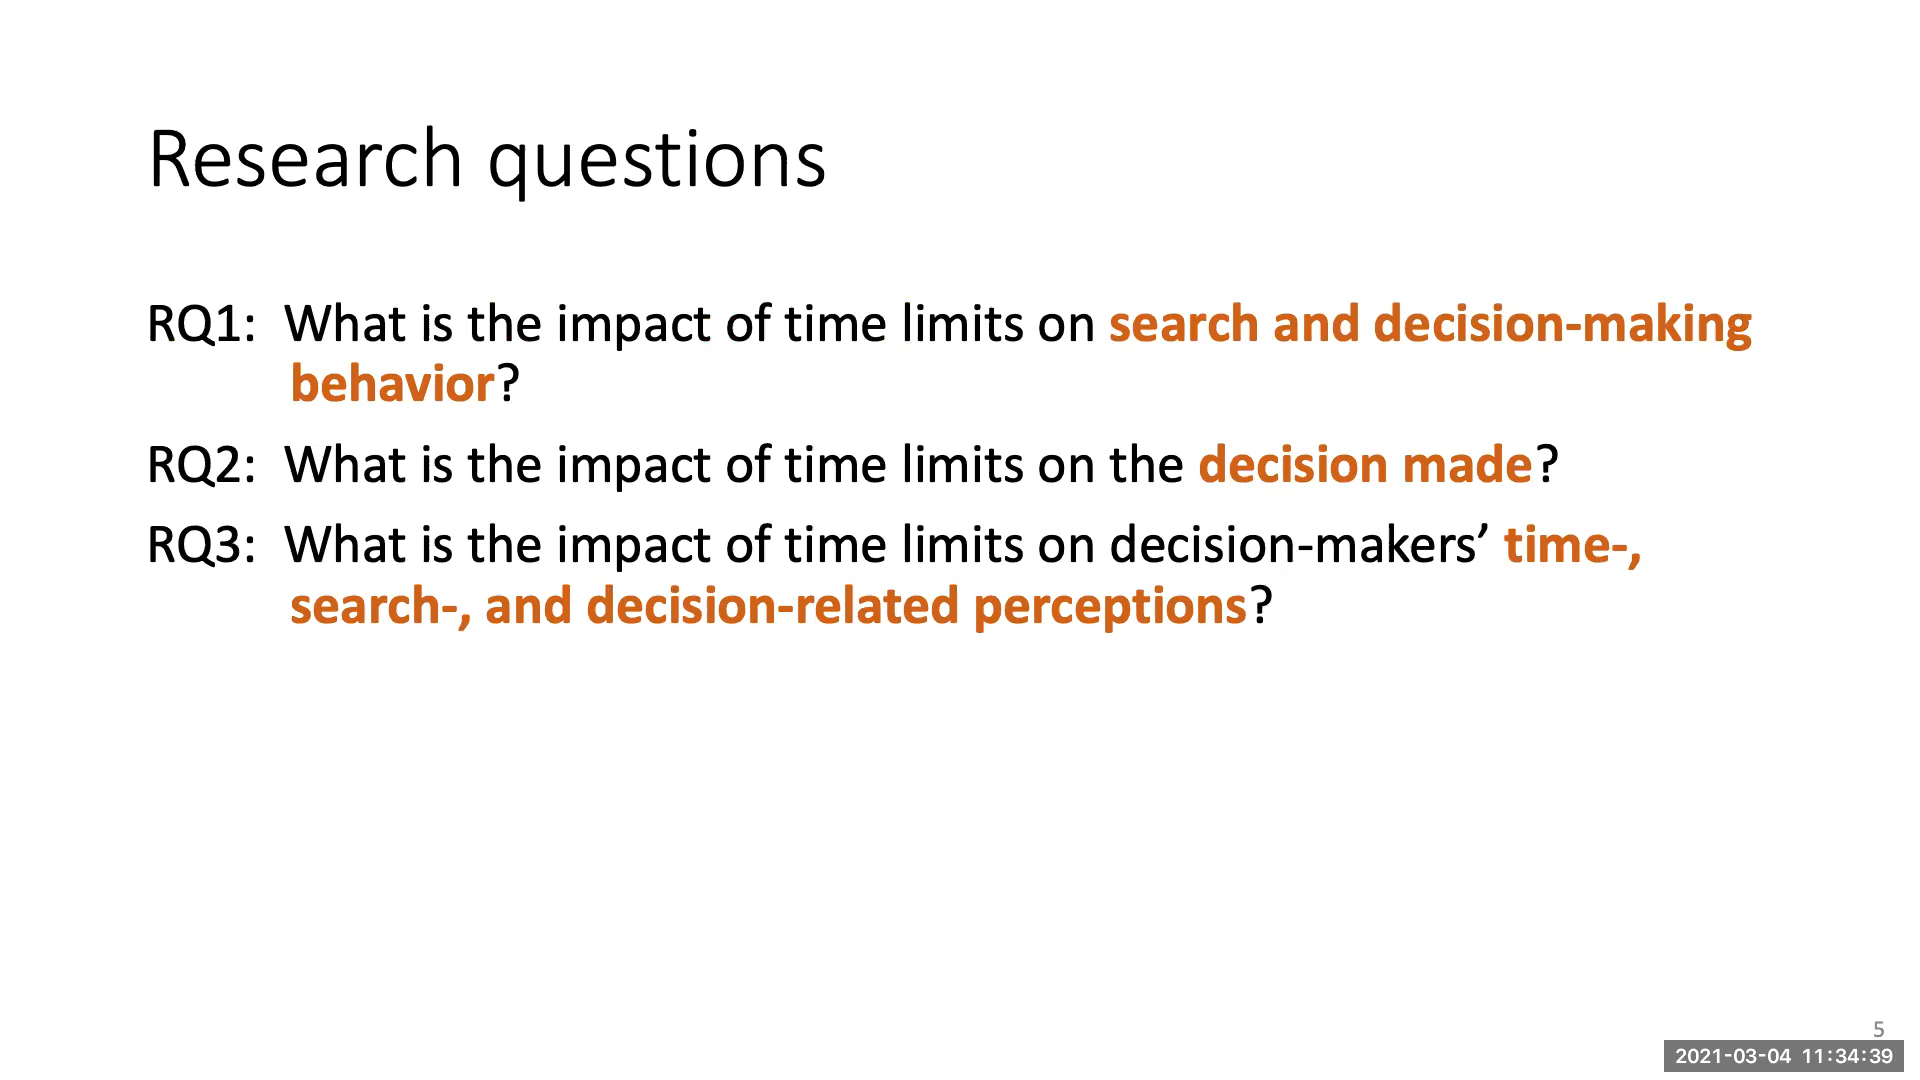 Research questions
RQ1: What is the impact of time limits on search and decision-making
behavior?
RQ2: What is the impact of time limits on the decision made?
RQ3: What is the impact of time limits on decision-makers’ time-,
search-, and decision-related perceptions?
5
2021-03-04 11:34:39